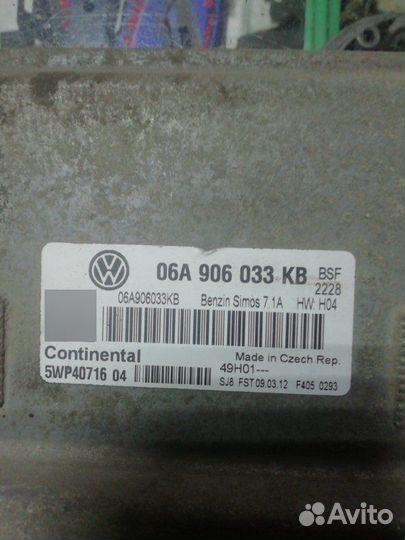 06A 906 033 KB BSF
2228
06A906033KB Benzin Simos 7.1A HW: H04
Continental
Made in Czech Rep.
5WP40716 04
49H01---
SJ8 FST 09.03.12 F405 0293
Avito